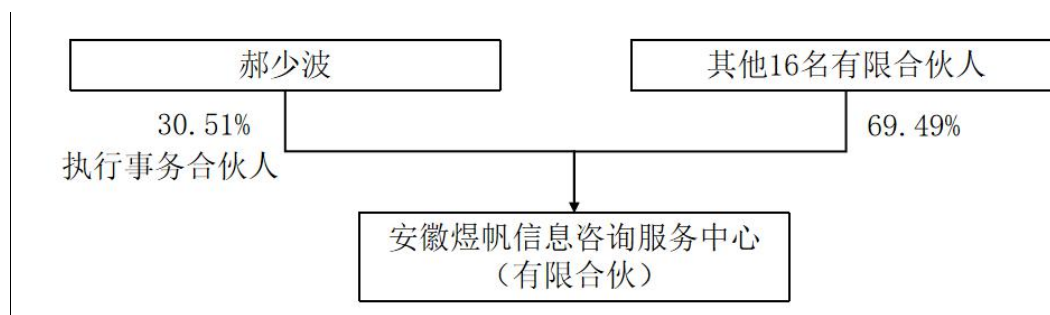 郝少波
其他16名有限合伙人
30.51%
执行事务合伙人
69.49%
安徽煜帆信息咨询服务中心
（有限合伙）